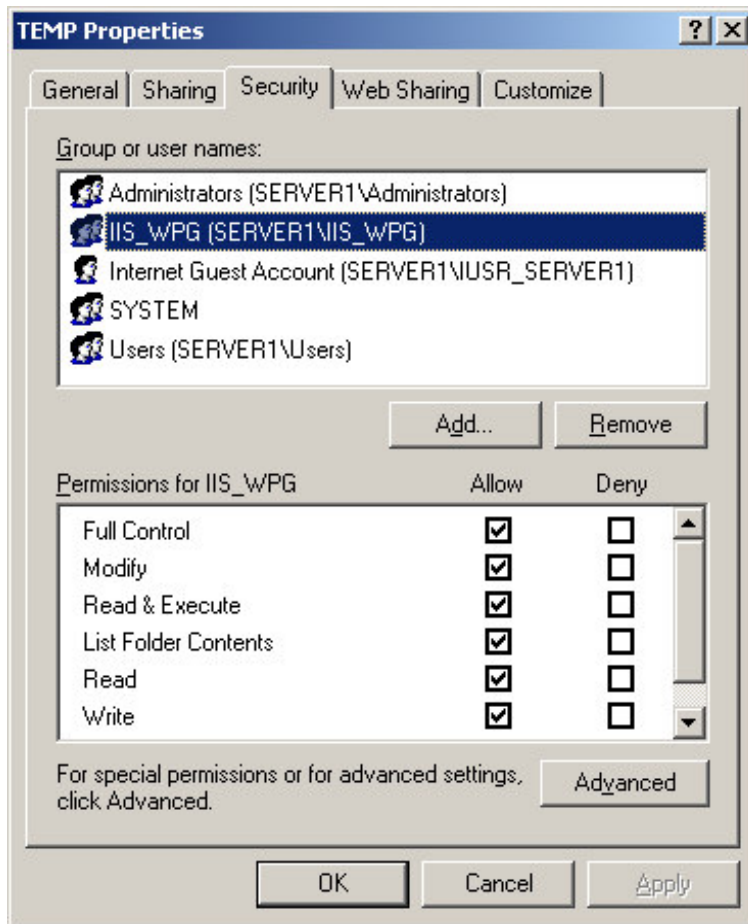 TEMP Properties
General Sharing Security Web Sharing Customize
Group or user names:
Administrators (SERVER1\Administrators)
IIS_WPG (SERVER1\IIS_WPG)
Internet Guest Account (SERVER1\IUSR_SERVER1)
SYSTEM
Users (SERVER1\Users)
Add... Remove
Permissions for IIS_WPG Allow Deny
Full Control
Modify
Read & Execute
List Folder Contents
Read
Write
For special permissions or for advanced settings,
click Advanced.
Advanced
OK Cancel Apply